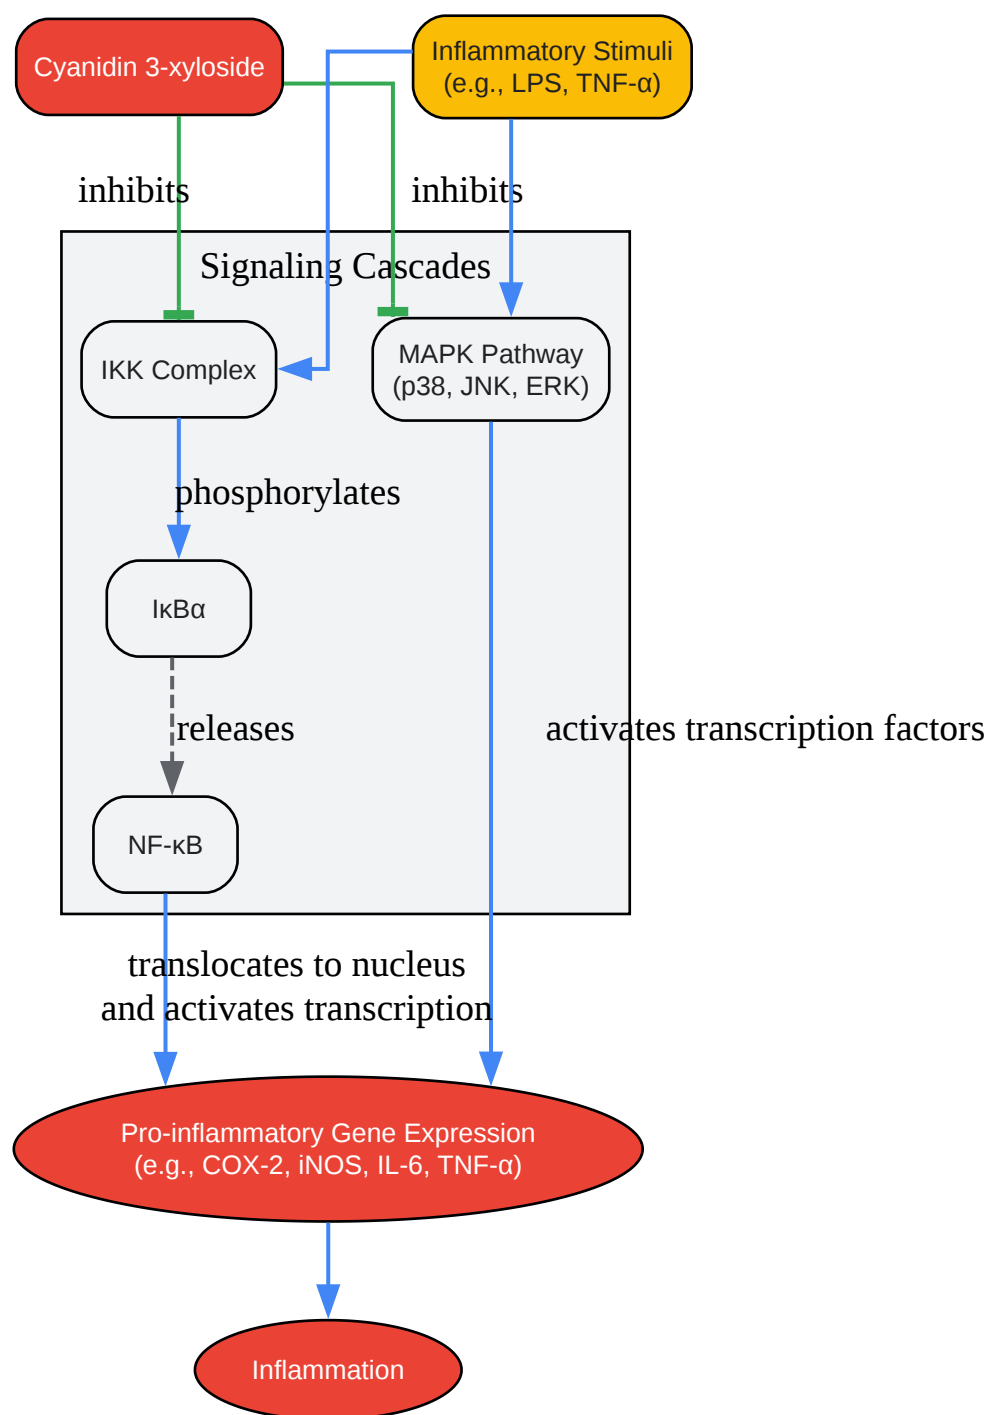 Cyanidin 3-xyloside
Inflammatory Stimuli
(e.g., LPS, TNF-α)
inhibits
inhibits
Signaling Cascades
IKK Complex
MAPK Pathway
(p38, JNK, ERK)
phosphorylates
IκBα
releases
activates transcription factors
NF-κB
translocates to nucleus
and activates transcription
Pro-inflammatory Gene Expression
(e.g., COX-2, iNOS, IL-6, TNF-α)
Inflammation